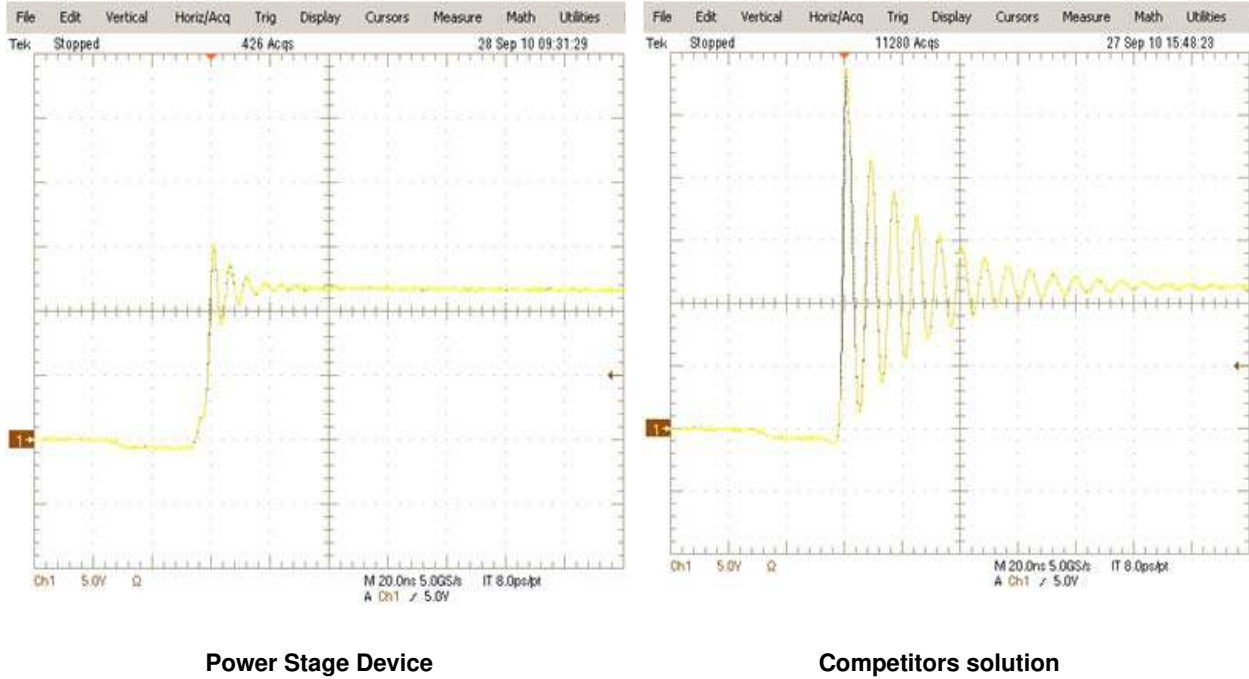 File Edit Vertical Horiz/Acq Trig Display Cursors Measure Math Utilities
Tek Stopped 426 Acqs 28 Sep 10 09:31:29
1
Ch1 5.0V Ω M 20.0ns 5.0GS/s IT 8.0ps/pt
A Ch1 / 5.0V
Power Stage Device
File Edit Vertical Horiz/Acq Trig Display Cursors Measure Math Utilities
Tek Stopped 11280 Acqs 27 Sep 10 15:48:23
1
Ch1 5.0V Ω M 20.0ns 5.0GS/s IT 8.0ps/pt
A Ch1 / 5.0V
Competitors solution